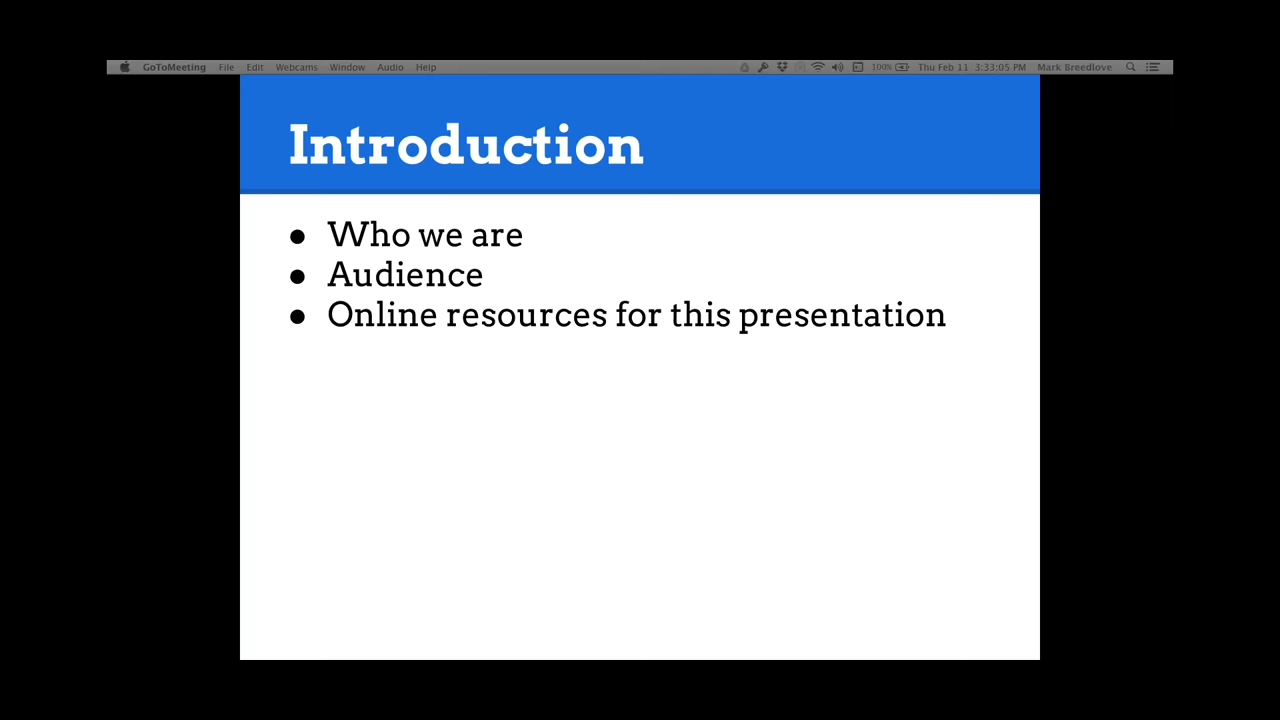 GoToMeeting File Edit Webcams Window Audio Help 100% Thu Feb 11 3:33:05 PM Mark Breedlove
Introduction
● Who we are
● Audience
● Online resources for this presentation